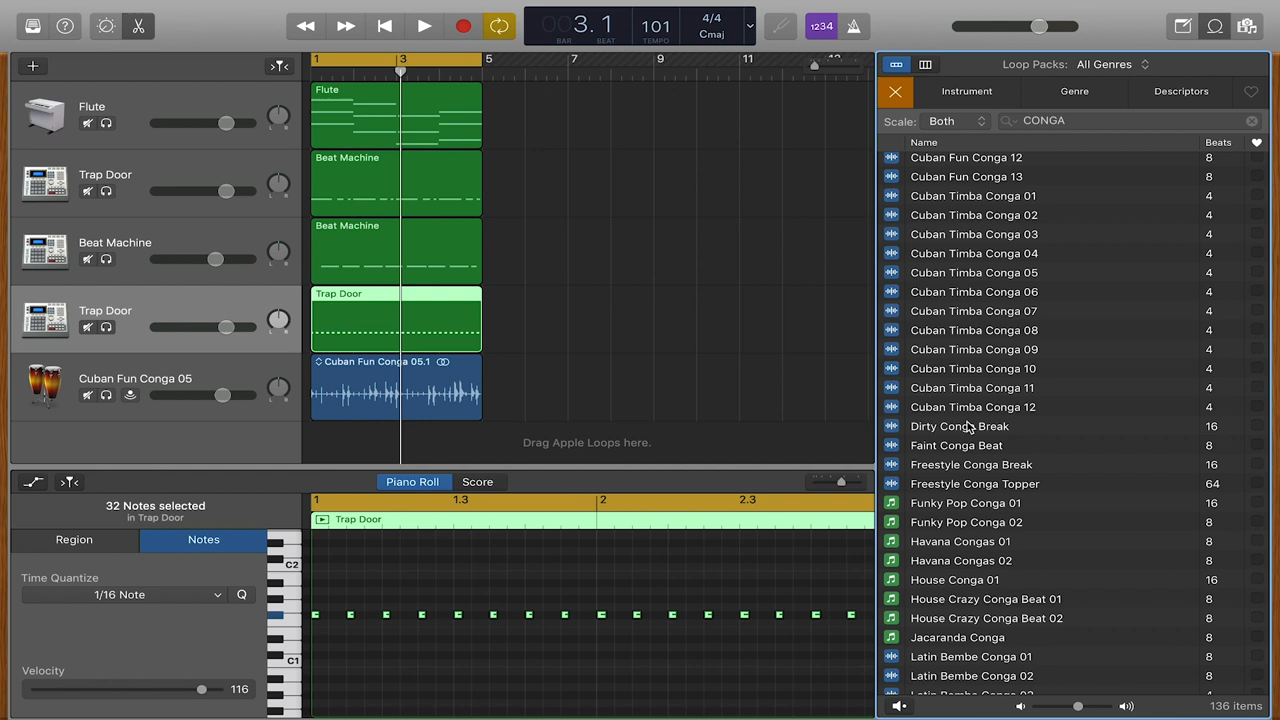 3. 1
BAR
BEAT
101
TEMPO
4/4
Cmaj
1234
1
3
5
7
9
11
Flute
Flute
Trap Door
Beat Machine
Beat Machine
Beat Machine
Trap Door
Trap Door
Cuban Fun Conga 05
Cuban Fun Conga 05.1
L R
Drag Apple Loops here.
Piano Roll
Score
32 Notes selected
in Trap Door
Region
Notes
Time Quantize
1/16 Note
Q
Velocity
116
1
1.3
2
2.3
Trap Door
C2
C1
Loop Packs: All Genres
Instrument
Genre
Descriptors
Scale: Both
CONGA
Name
Beats
Cuban Fun Conga 12 8
Cuban Fun Conga 13 8
Cuban Timba Conga 01 4
Cuban Timba Conga 02 4
Cuban Timba Conga 03 4
Cuban Timba Conga 04 4
Cuban Timba Conga 05 4
Cuban Timba Conga 06 4
Cuban Timba Conga 07 4
Cuban Timba Conga 08 4
Cuban Timba Conga 09 4
Cuban Timba Conga 10 4
Cuban Timba Conga 11 4
Cuban Timba Conga 12 4
Dirty Conga Break 16
Faint Conga Beat 8
Freestyle Conga Break 16
Freestyle Conga Topper 64
Funky Pop Conga 01 16
Funky Pop Conga 02 8
Havana Congas 01 8
Havana Congas 02 8
House Conga 01 16
House Crazy Conga Beat 01 8
House Crazy Conga Beat 02 8
Jacaranda Conga 8
Latin Bembe Conga 01 8
Latin Bembe Conga 02 8
136 items